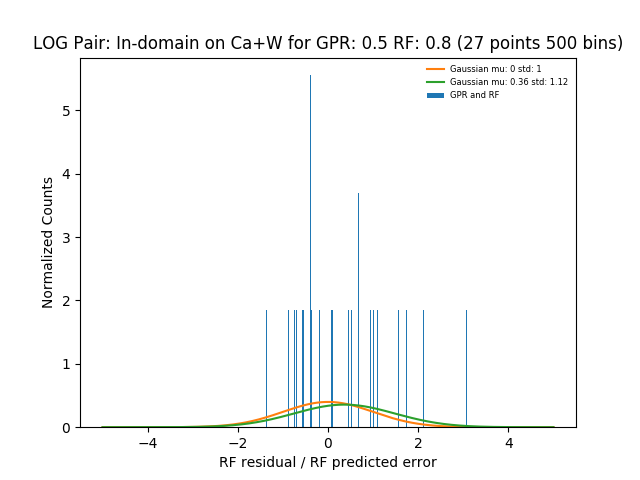 LOG Pair: In-domain on Ca+W for GPR: 0.5 RF: 0.8 (27 points 500 bins)
Gaussian mu: 0 std: 1
Gaussian mu: 0.36 std: 1.12
GPR and RF
Normalized Counts
5
4
3
2
1
0
−4
−2
0
2
4
RF residual / RF predicted error